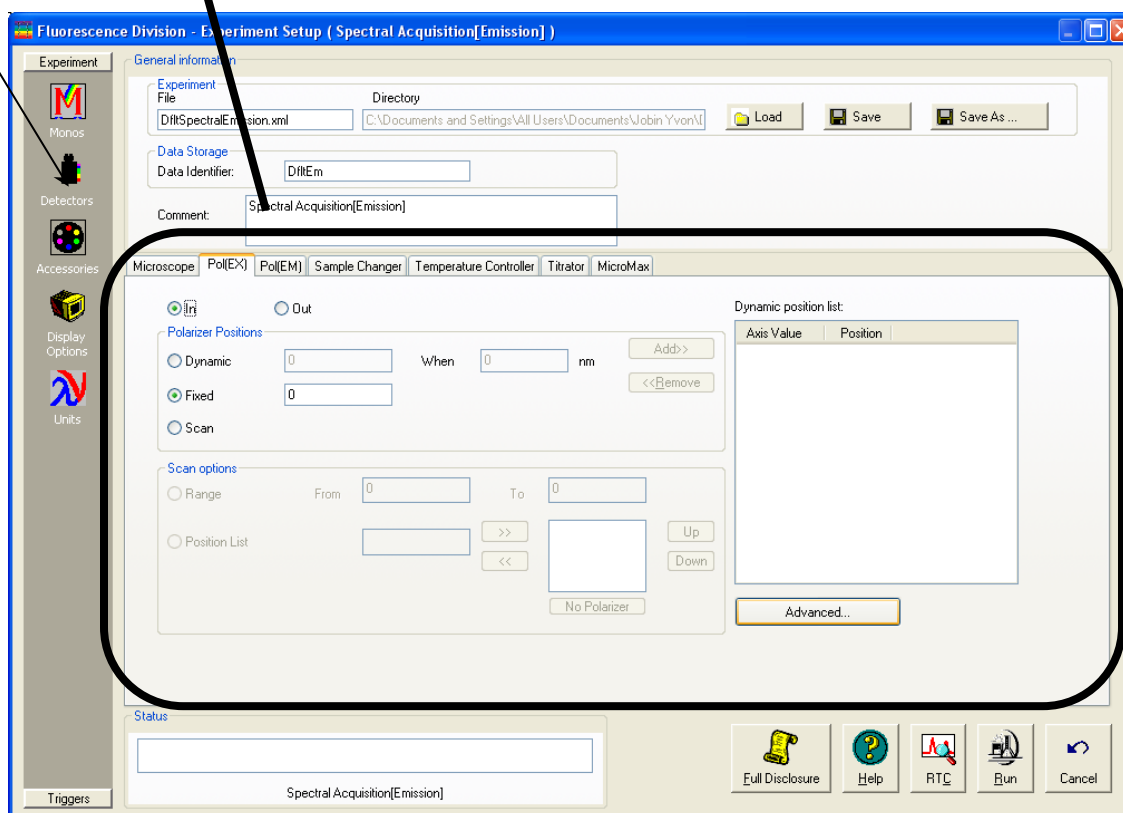 Fluorescence Division - Experiment Setup ( Spectral Acquisition[Emission] )
Experiment
Monos
Detectors
Accessories
Display
Options
Units
Triggers
General information
Experiment
File Directory
DfltSpectralEmission.xml C:\Documents and Settings\All Users\Documents\Jobin Yvon\[ Load Save Save As ...
Data Storage
Data Identifier: DfltEm
Comment: Spectral Acquisition[Emission]
Microscope Pol(EX) Pol(EM) Sample Changer Temperature Controller Titrator MicroMax
In Out Dynamic position list:
Polarizer Positions Axis Value Position
Dynamic 0 When 0 nm Add>>
Fixed 0 <<Remove
Scan
Scan options
Range From 0 To 0
Position List >> Up
<< Down
No Polarizer Advanced...
Status
Spectral Acquisition[Emission]
Full Disclosure Help RTC Run Cancel